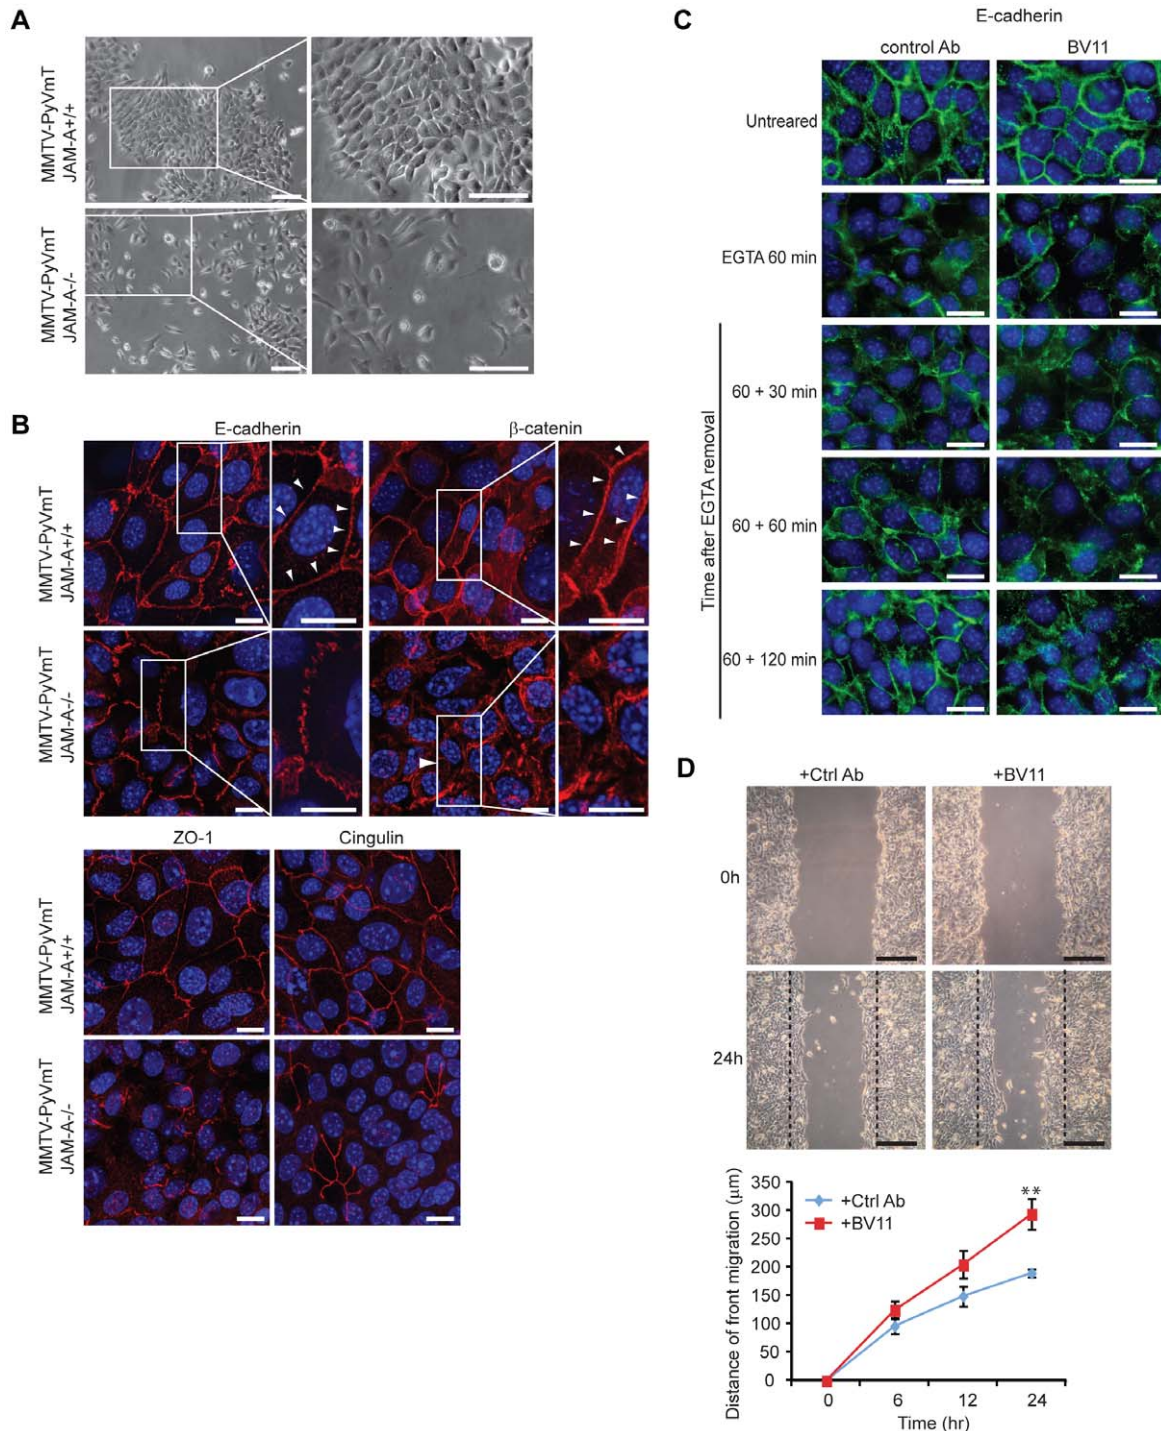 A
MMTV-PyVmT
JAM-A+/+
MMTV-PyVmT
JAM-A-/-
B
E-cadherin
β-catenin
MMTV-PyVmT
JAM-A+/+
MMTV-PyVmT
JAM-A-/-
ZO-1
Cingulin
MMTV-PyVmT
JAM-A+/+
MMTV-PyVmT
JAM-A-/-
C
E-cadherin
control Ab
BV11
Untreared
EGTA 60 min
Time after EGTA removal
60 + 30 min
60 + 60 min
60 + 120 min
D
+Ctrl Ab
+BV11
0h
24h
Distance of front migration (μm)
350
300
250
200
150
100
50
0
+Ctrl Ab
+BV11
**
0
6
12
24
Time (hr)